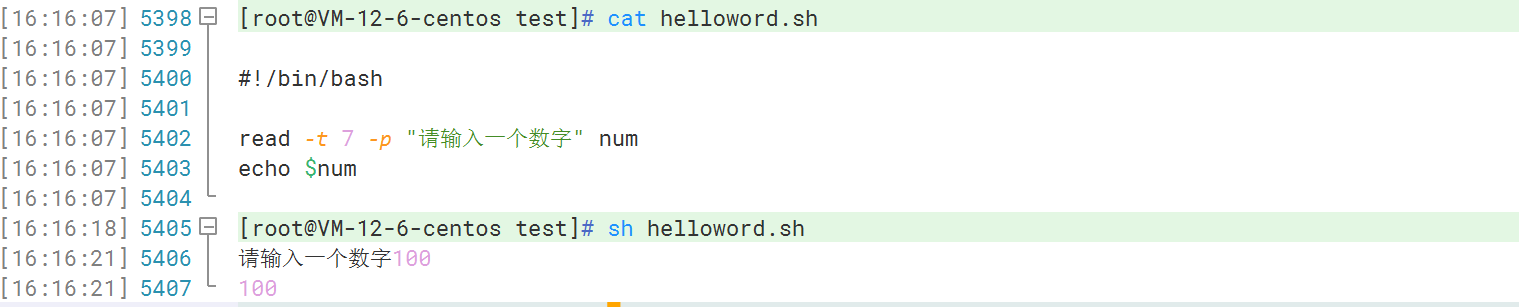 [16:16:07] 5398 [root@VM-12-6-centos test]# cat helloword.sh
[16:16:07] 5399
[16:16:07] 5400 #!/bin/bash
[16:16:07] 5401
[16:16:07] 5402 read -t 7 -p "请输入一个数字" num
[16:16:07] 5403 echo $num
[16:16:07] 5404
[16:16:18] 5405 [root@VM-12-6-centos test]# sh helloword.sh
[16:16:21] 5406 请输入一个数字100
[16:16:21] 5407 100